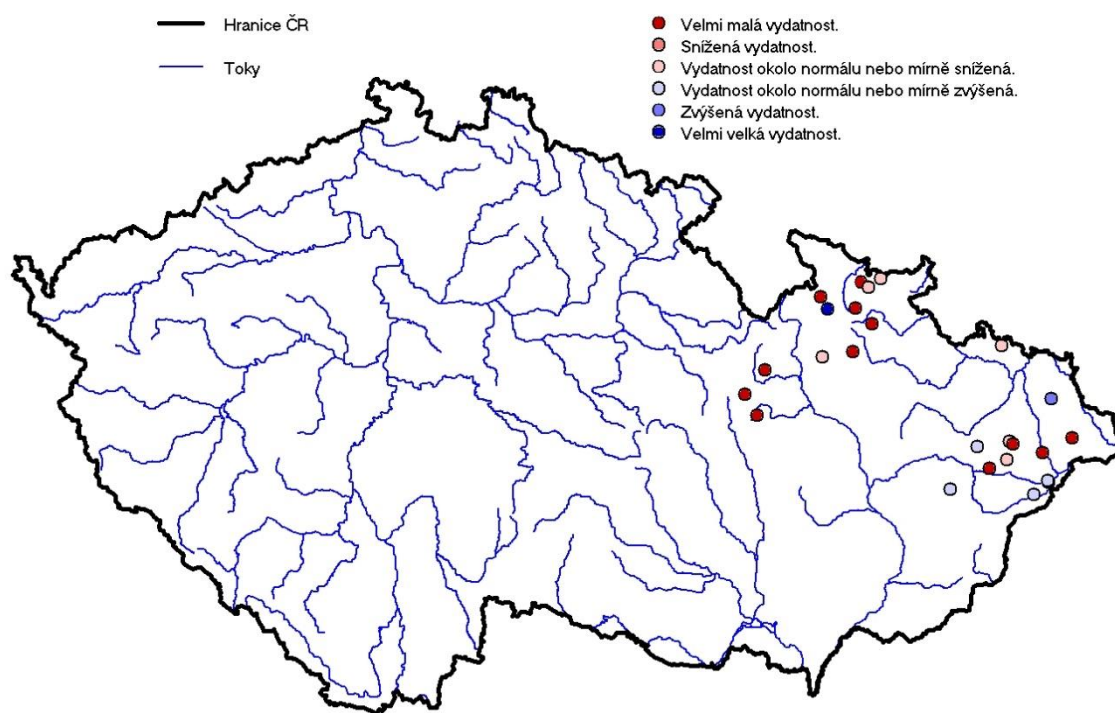 Hranice ČR
Toky
Velmi malá vydatnost.
Snížená vydatnost.
Vydatnost okolo normálu nebo mírně snížená.
Vydatnost okolo normálu nebo mírně zvýšená.
Zvýšená vydatnost.
Velmi velká vydatnost.